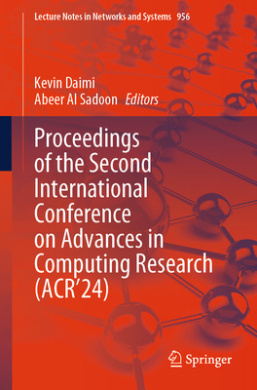 Lecture Notes in Networks and Systems 956
Kevin Daimi
Abeer Al Sadoon Editors
Proceedings
of the Second
International
Conference
on Advances in
Computing Research
(ACR’24)
Springer